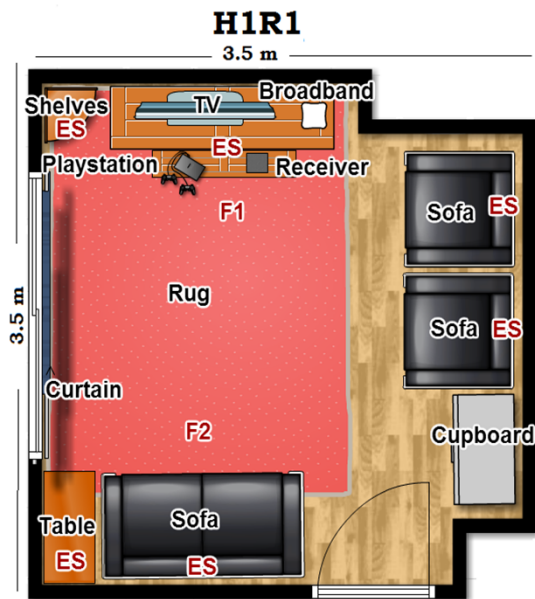 H1R1
3.5 m
Broadband
TV
Shelves
ES
ES
Playstation
Receiver
F1
Sofa
ES
Rug
3.5 m
Sofa
ES
Curtain
F2
Cupboard
Table
Sofa
ES
ES